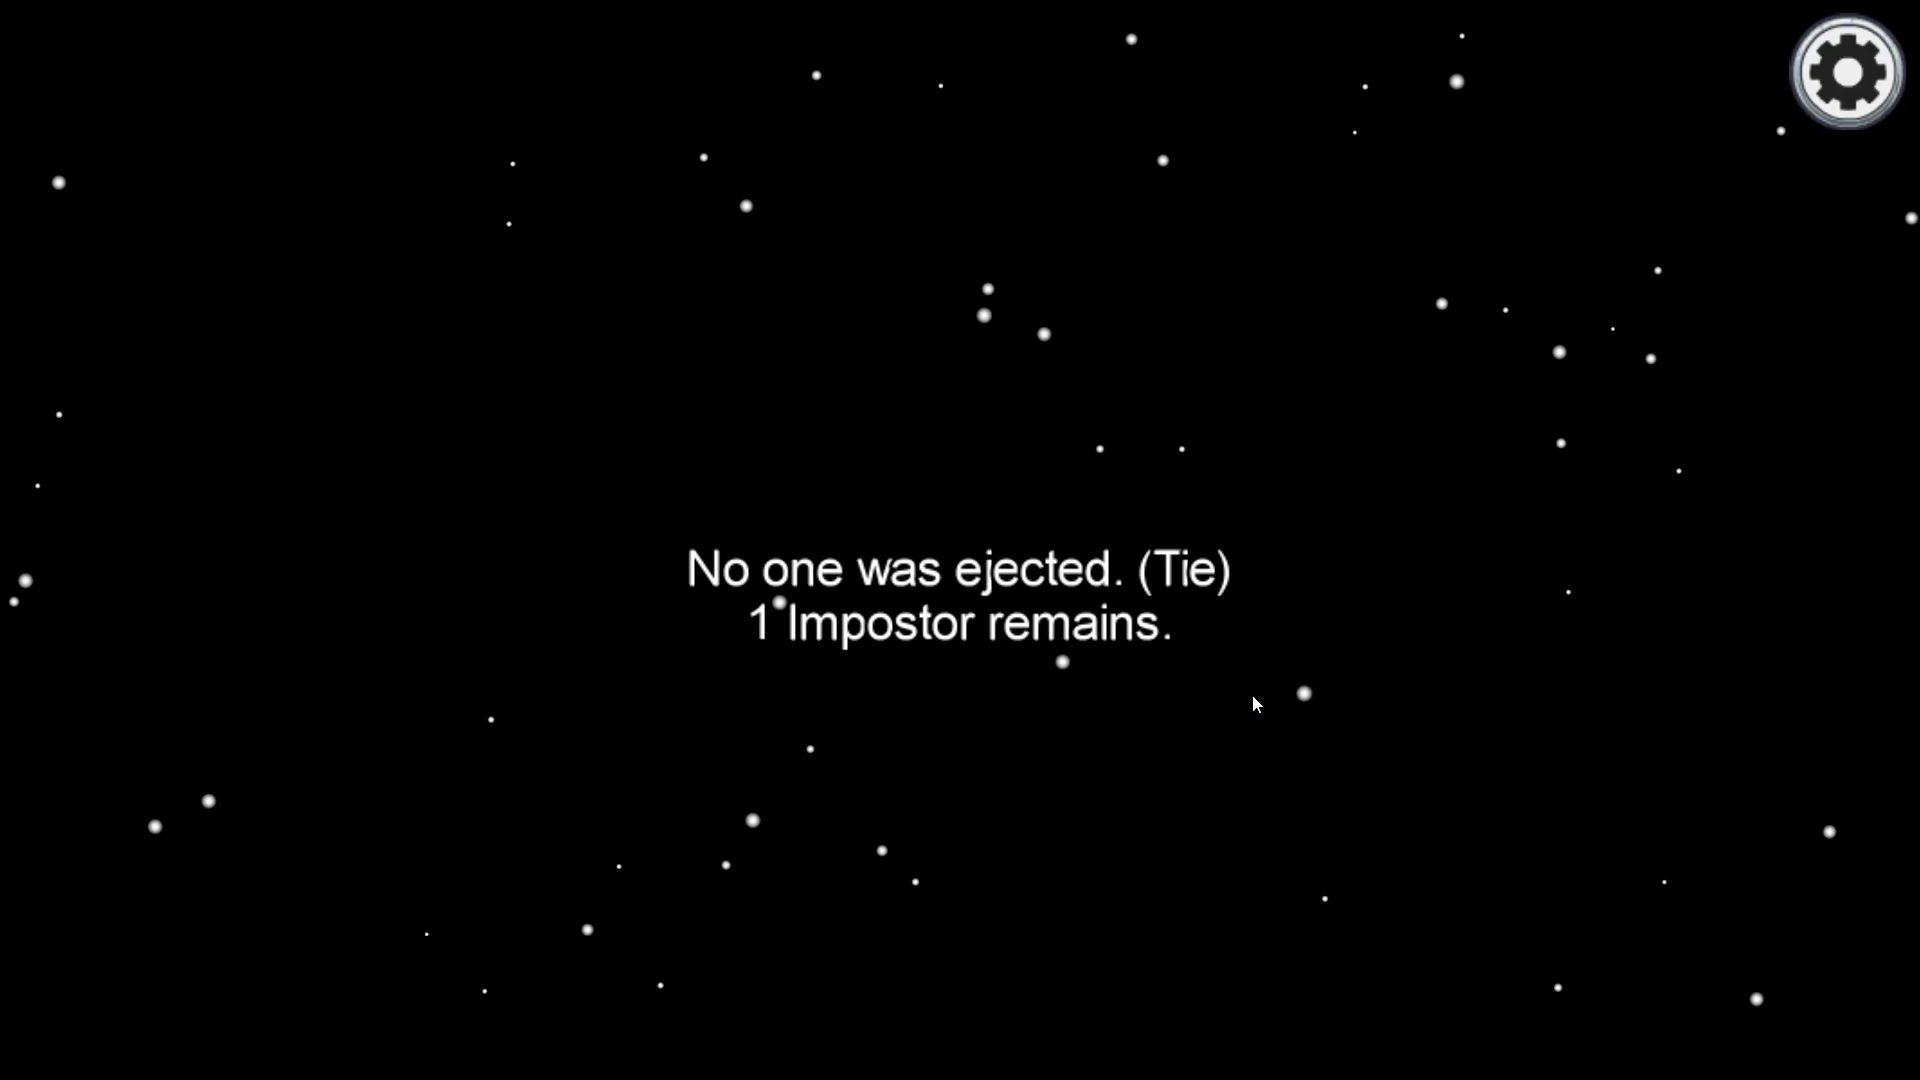 No one was ejected. (Tie)
1 Impostor remains.